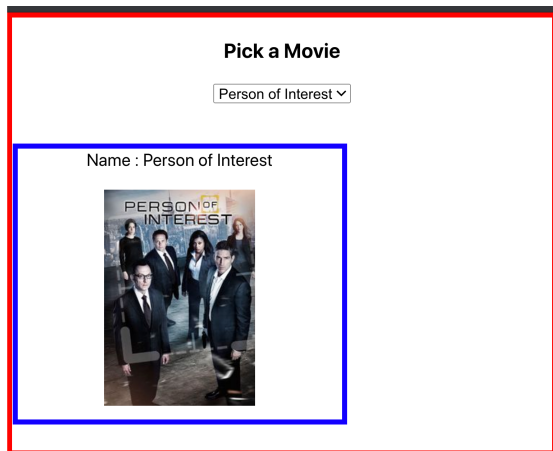 Pick a Movie
Person of Interest
Name : Person of Interest
PERSON OF
INTEREST